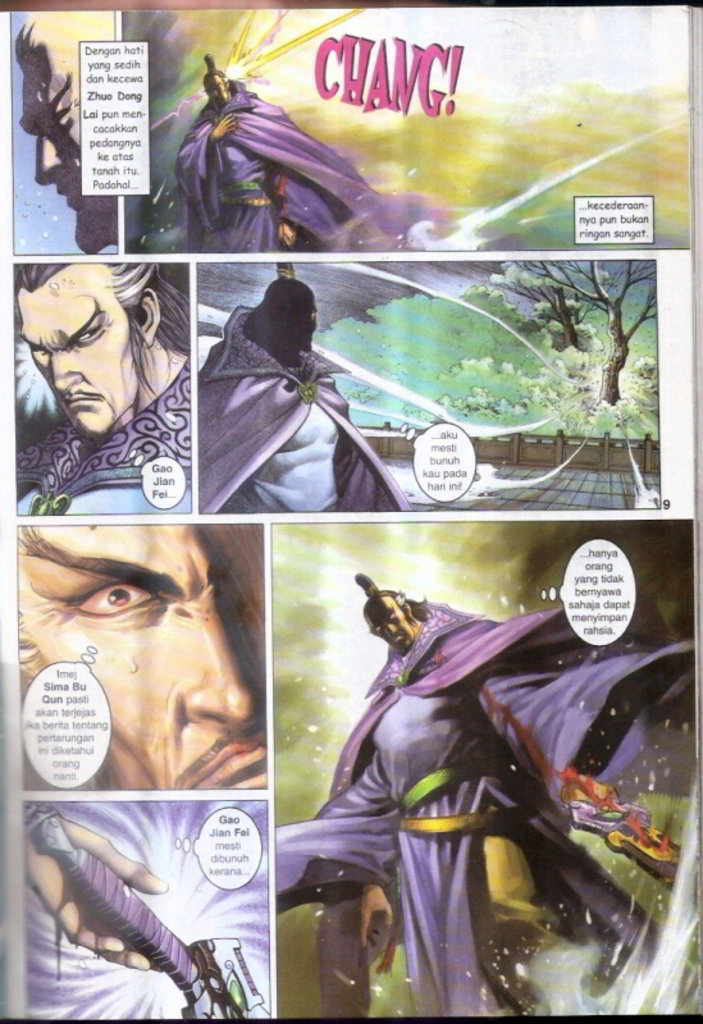 Dengan hati
yang sedih
dan kecewa
Zhuo Dong
Lai pun men-
cacakkan
pedangnya
ke atas
tanah itu.
Padahal...
CHANG!
...kecederaan-
nya pun bukan
ringan sangat.
Gao
Jian
Fei...
...aku
mesti
bunuh
kau pada
hari ini!
9
Imej
Sima Bu
Qun pasti
akan terjejas
jika berita tentang
pertarungan
ini diketahui
orang
nanti.
Gao
Jian Fei
mesti
dibunuh
kerana...
...hanya
orang
yang tidak
bernyawa
sahaja dapat
menyimpan
rahsia.